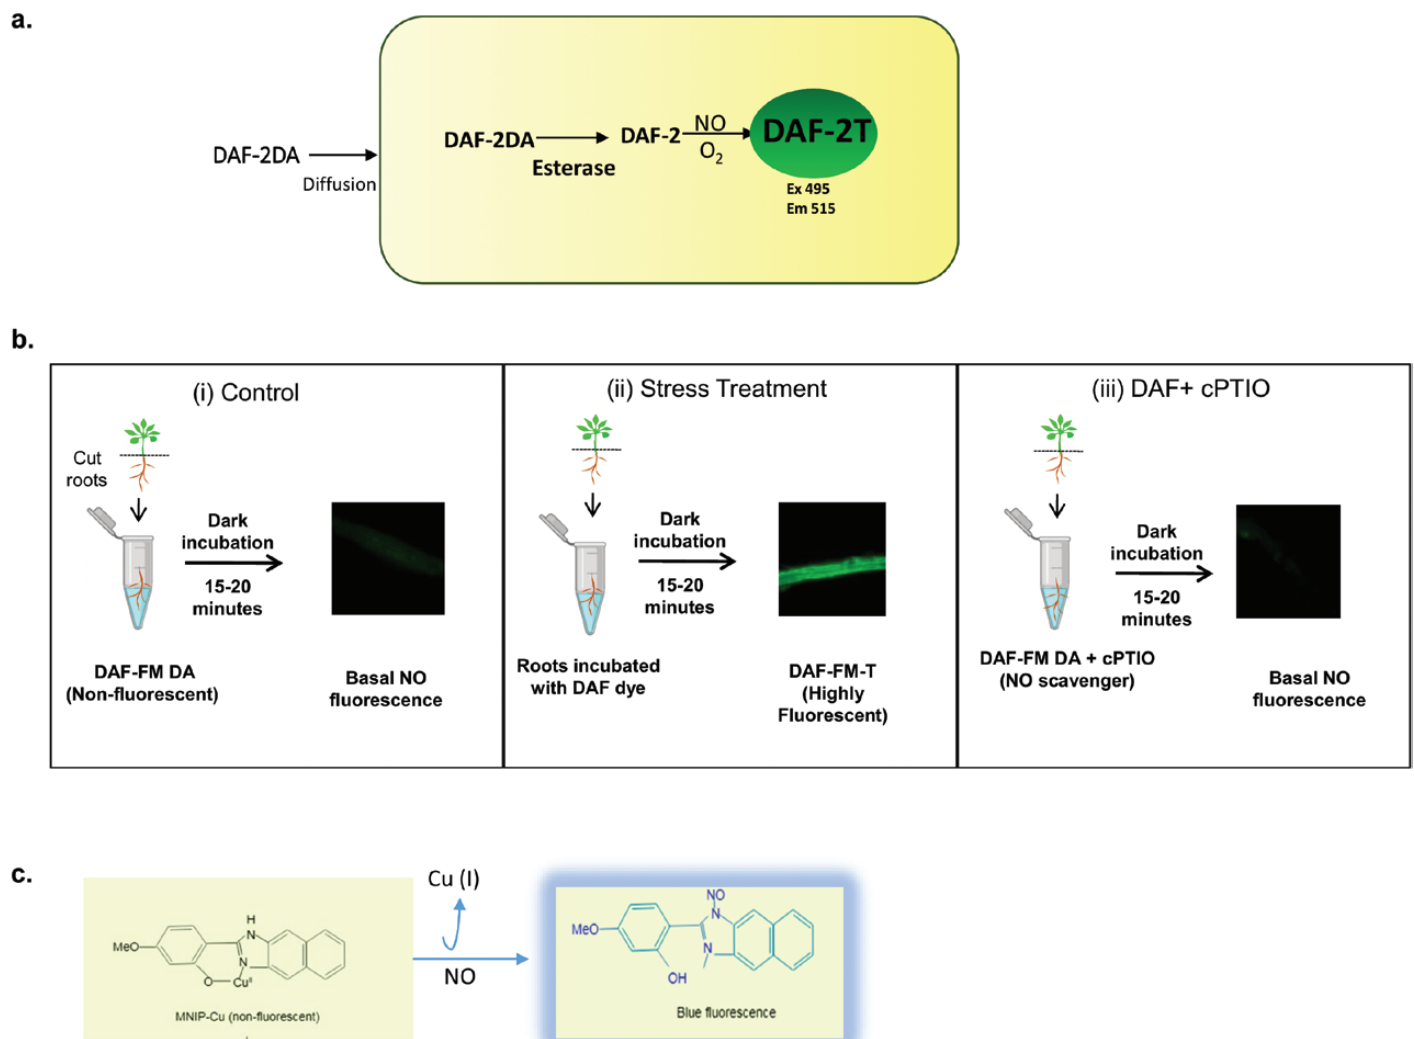 a.
DAF-2DA
Diffusion
DAF-2DA
Esterase
DAF-2
NO
O2
DAF-2T
Ex 495
Em 515
b.
(i) Control
Cut
roots
Dark
incubation
15-20
minutes
DAF-FM DA
(Non-fluorescent)
Basal NO
fluorescence
(ii) Stress Treatment
Dark
incubation
15-20
minutes
Roots incubated
with DAF dye
DAF-FM-T
(Highly
Fluorescent)
(iii) DAF+ cPTIO
Dark
incubation
15-20
minutes
DAF-FM DA + cPTIO
(NO scavenger)
Basal NO
fluorescence
c.
H
N
MeO
N
O
CuII
MNIP-Cu (non-fluorescent)
Cu (I)
NO
NO
N
MeO
N
OH
Blue fluorescence